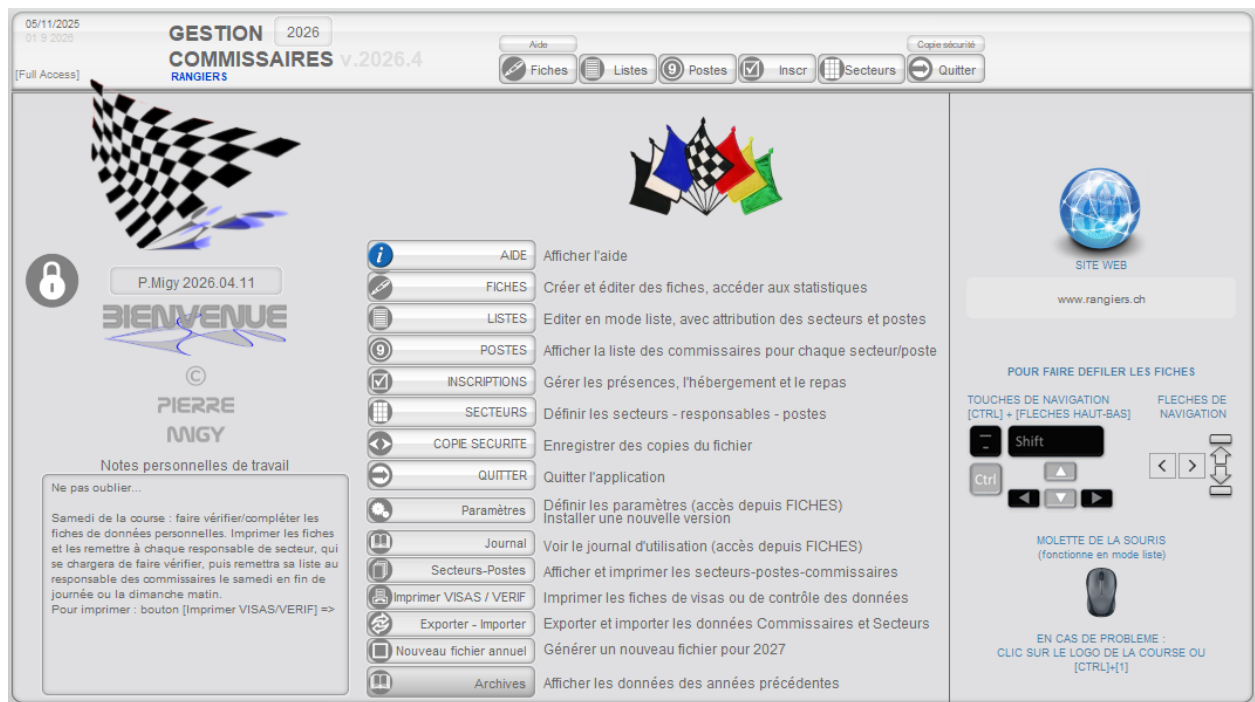 05/11/2025
01 9 2026
[Full Access]
GESTION 2026
COMMISSAIRES v.2026.4
RANGIERS
Aide
Copie sécurité
Fiches Listes 9 Postes Inscr Secteurs Quitter
P.Migy 2026.04.11
BIENVENUE
©
PIERRE
MIGY
Notes personnelles de travail
Ne pas oublier...
Samedi de la course : faire vérifier/compléter les
fiches de données personnelles. Imprimer les fiches
et les remettre à chaque responsable de secteur, qui
se chargera de faire vérifier, puis remettra sa liste au
responsable des commissaires le samedi en fin de
journée ou la dimanche matin.
Pour imprimer : bouton [Imprimer VISAS/VERIF] =>
i AIDE Afficher l'aide
FICHES Créer et éditer des fiches, accéder aux statistiques
LISTES Editer en mode liste, avec attribution des secteurs et postes
9 POSTES Afficher la liste des commissaires pour chaque secteur/poste
INSCRIPTIONS Gérer les présences, l'hébergement et le repas
SECTEURS Définir les secteurs - responsables - postes
COPIE SECURITE Enregistrer des copies du fichier
QUITTER Quitter l'application
Paramètres Définir les paramètres (accès depuis FICHES)
Installer une nouvelle version
Journal Voir le journal d'utilisation (accès depuis FICHES)
Secteurs-Postes Afficher et imprimer les secteurs-postes-commissaires
Imprimer VISAS / VERIF Imprimer les fiches de visas ou de contrôle des données
Exporter - Importer Exporter et importer les données Commissaires et Secteurs
Nouveau fichier annuel Générer un nouveau fichier pour 2027
Archives Afficher les données des années précédentes
SITE WEB
www.rangiers.ch
POUR FAIRE DEFILER LES FICHES
TOUCHES DE NAVIGATION
[CTRL] + [FLECHES HAUT-BAS]
FLECHES DE
NAVIGATION
Shift
Ctrl
MOLETTE DE LA SOURIS
(fonctionne en mode liste)
EN CAS DE PROBLEME :
CLIC SUR LE LOGO DE LA COURSE OU
[CTRL]+[1]